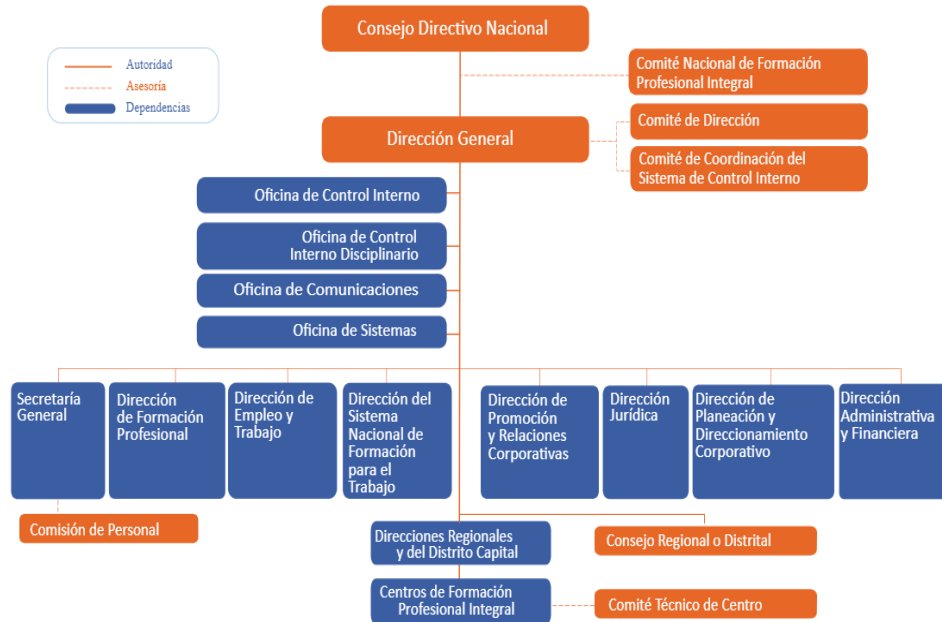 Consejo Directivo Nacional
Autoridad
Asesoría
Dependencias
Comité Nacional de Formación
Profesional Integral
Dirección General
Comité de Dirección
Comité de Coordinación del
Sistema de Control Interno
Oficina de Control Interno
Oficina de Control
Interno Disciplinario
Oficina de Comunicaciones
Oficina de Sistemas
Secretaría
General
Dirección
de Formación
Profesional
Dirección de
Empleo y
Trabajo
Dirección del
Sistema
Nacional de
Formación
para el
Trabajo
Dirección de
Promoción
y Relaciones
Corporativas
Dirección
Jurídica
Dirección de
Planeación y
Direccionamiento
Corporativo
Dirección
Administrativa
y Financiera
Comisión de Personal
Direcciones Regionales
y del Distrito Capital
Consejo Regional o Distrital
Centros de Formación
Profesional Integral
Comité Técnico de Centro